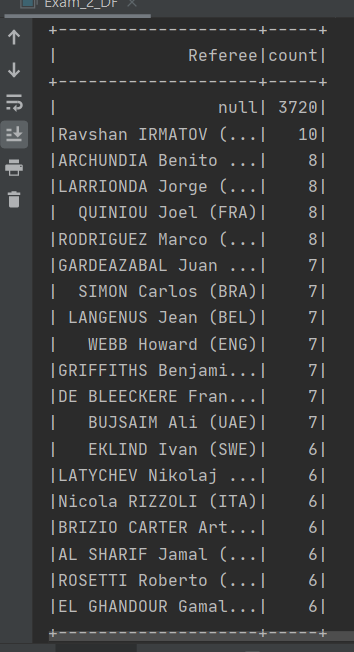 Exam_2_DF
+--------------------+-----+
|             Referee|count|
+--------------------+-----+
|                null| 3720|
|Ravshan IRMATOV (...|   10|
|ARCHUNDIA Benito ...|    8|
|LARRIONDA Jorge (...|    8|
|  QUINIOU Joel (FRA)|    8|
|RODRIGUEZ Marco (...|    8|
|GARDEAZABAL Juan ...|    7|
|  SIMON Carlos (BRA)|    7|
| LANGENUS Jean (BEL)|    7|
|   WEBB Howard (ENG)|    7|
|GRIFFITHS Benjami...|    7|
|DE BLEECKERE Fran...|    7|
|   BUJSAIM Ali (UAE)|    7|
|   EKLIND Ivan (SWE)|    6|
|LATYCHEV Nikolaj ...|    6|
|Nicola RIZZOLI (ITA)|    6|
|BRIZIO CARTER Art...|    6|
|AL SHARIF Jamal (...|    6|
|ROSETTI Roberto (...|    6|
|EL GHANDOUR Gamal...|    6|
+--------------------+-----+